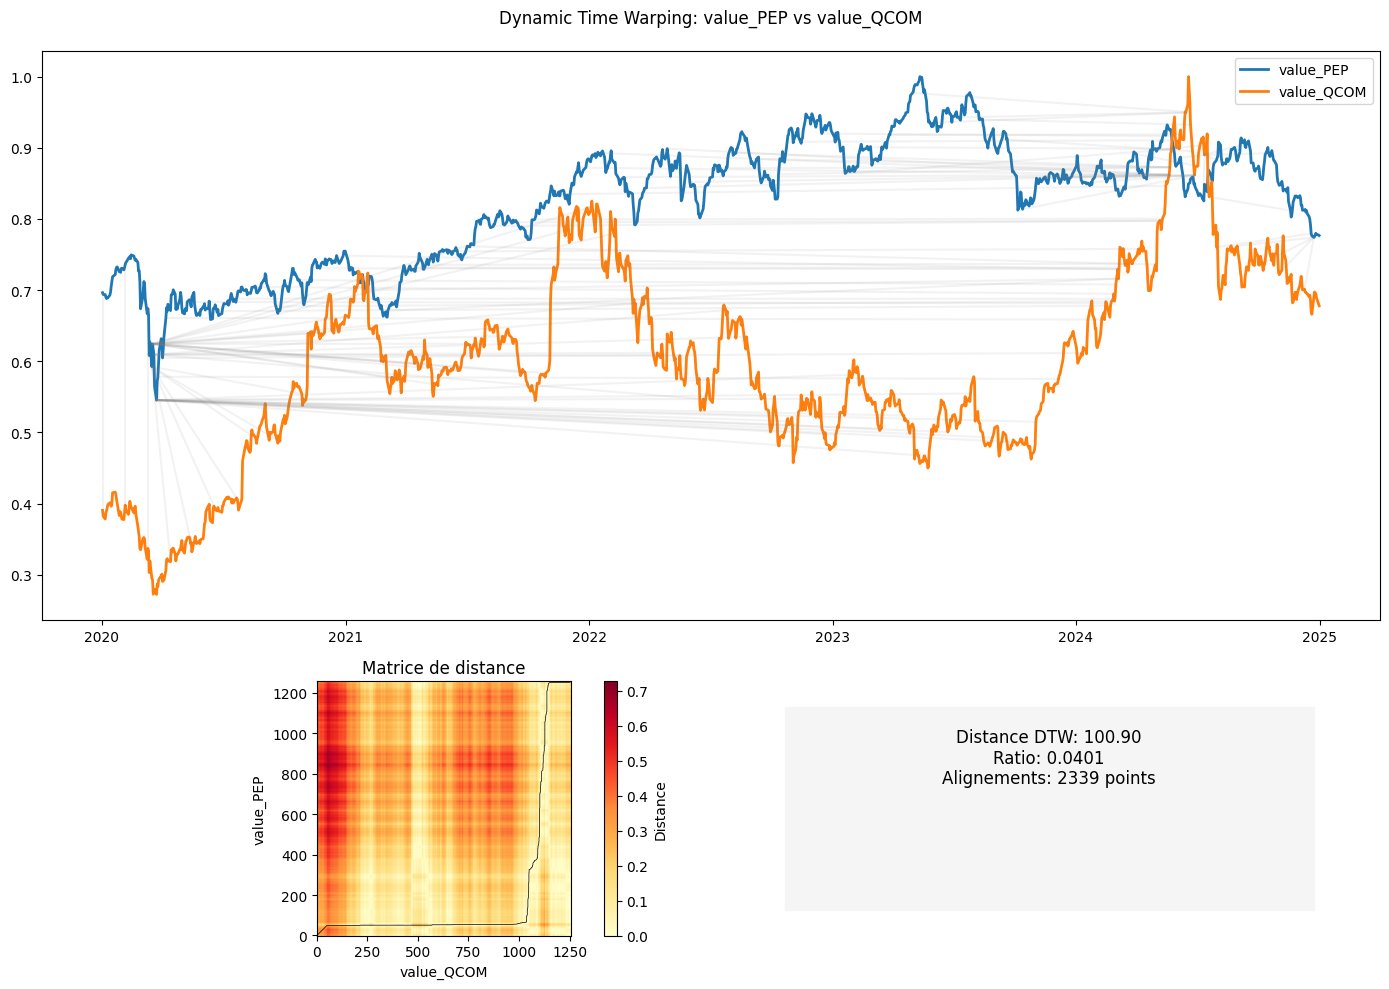 Dynamic Time Warping: value_PEP vs value_QCOM
value_PEP
value_QCOM
1.0
0.9
0.8
0.7
0.6
0.5
0.4
0.3
2020 2021 2022 2023 2024 2025
Matrice de distance
value_PEP
1200
1000
800
600
400
200
0
0 250 500 750 1000 1250
value_QCOM
0.7
0.6
0.5
0.4
0.3
0.2
0.1
0.0
Distance
Distance DTW: 100.90
Ratio: 0.0401
Alignements: 2339 points